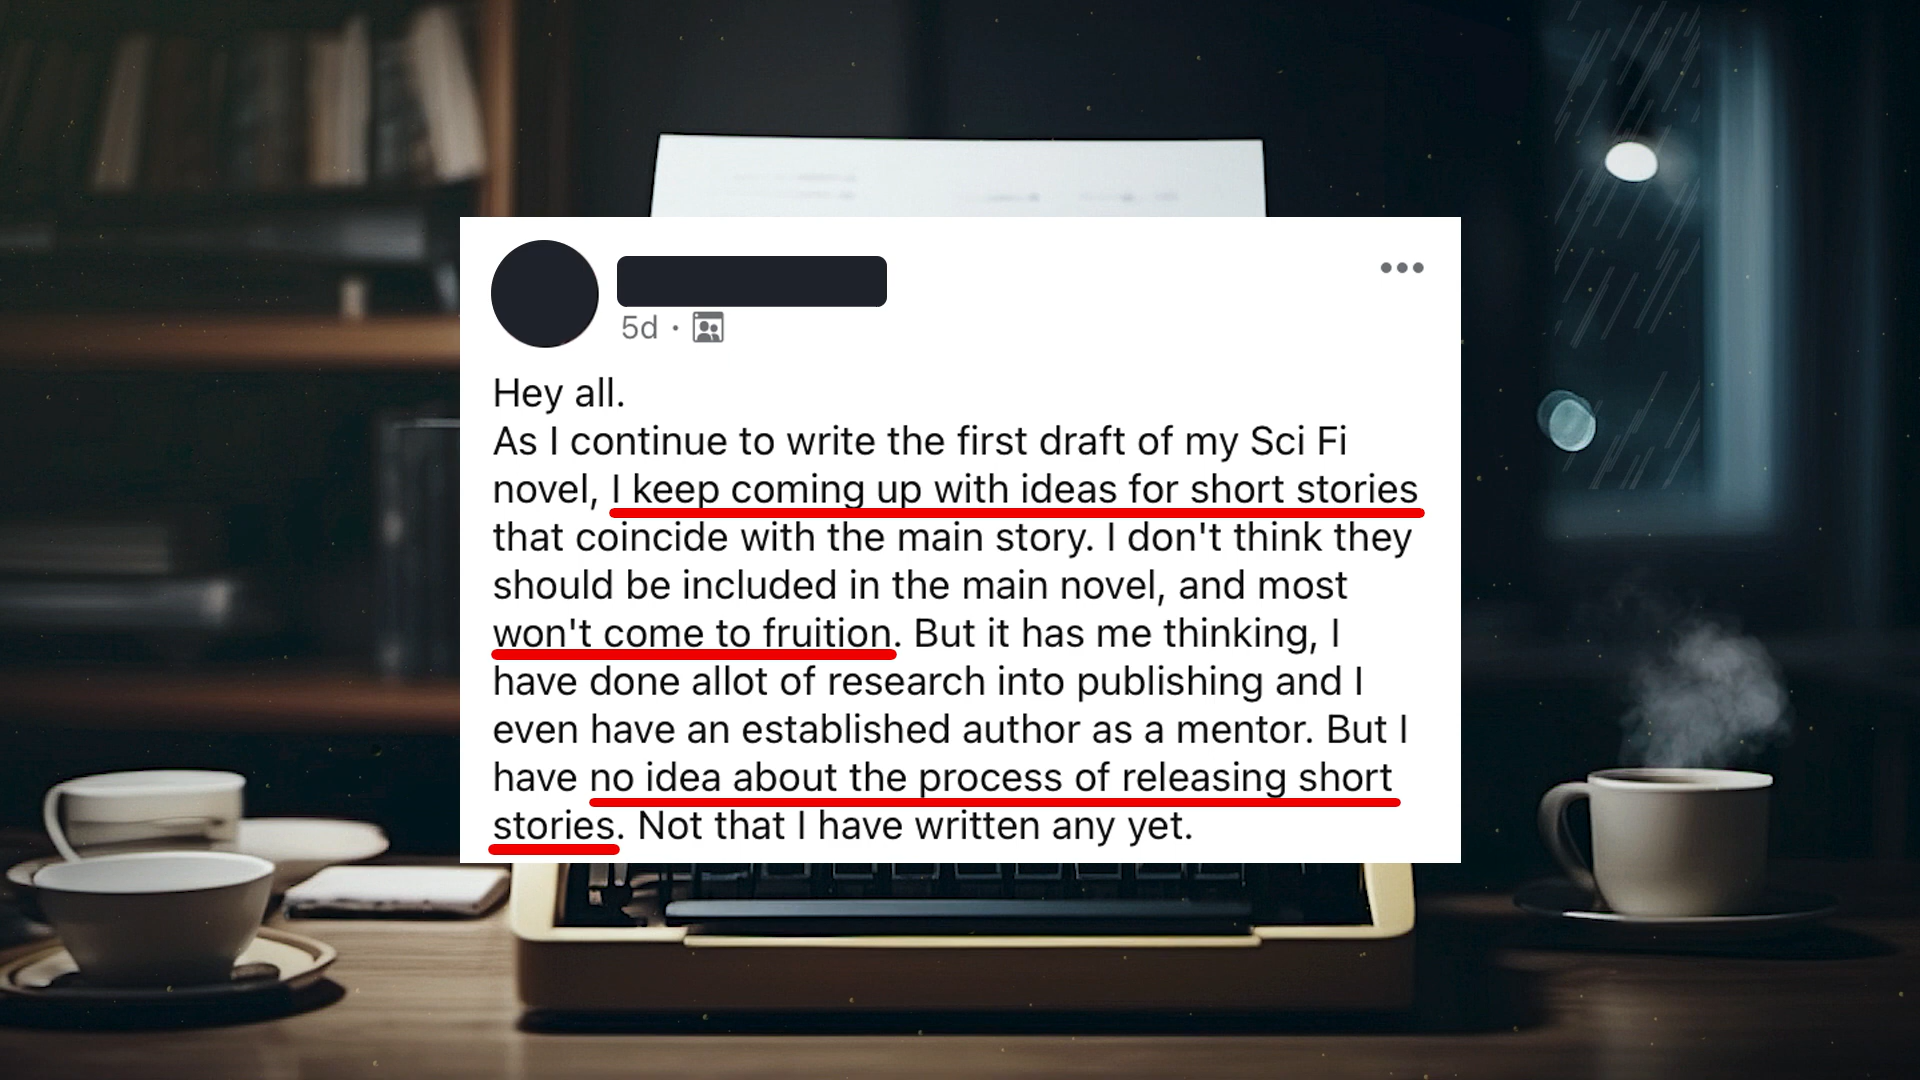 5d ·
Hey all.
As I continue to write the first draft of my Sci Fi
novel, I keep coming up with ideas for short stories
that coincide with the main story. I don't think they
should be included in the main novel, and most
won't come to fruition. But it has me thinking, I
have done allot of research into publishing and I
even have an established author as a mentor. But I
have no idea about the process of releasing short
stories. Not that I have written any yet.